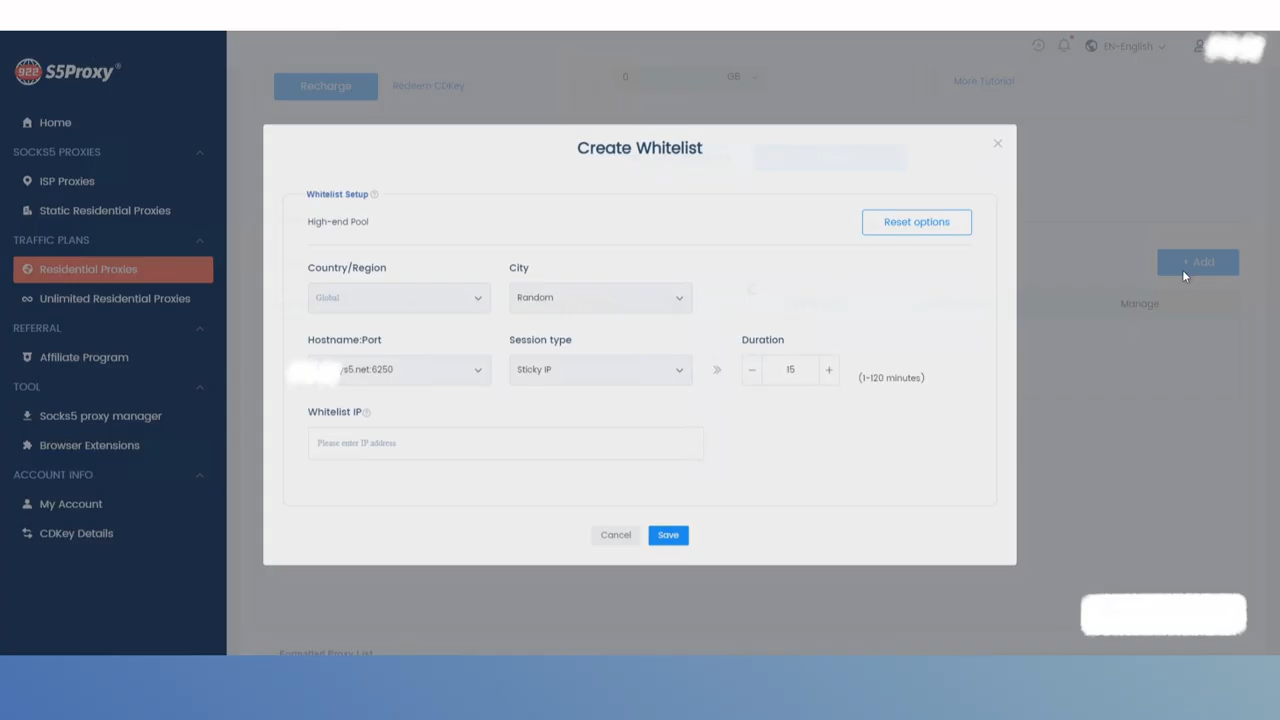 922 S5Proxy®
Home
SOCKS5 PROXIES
ISP Proxies
Static Residential Proxies
TRAFFIC PLANS
Residential Proxies
Unlimited Residential Proxies
REFERRAL
Affiliate Program
TOOL
Socks5 proxy manager
Browser Extensions
ACCOUNT INFO
My Account
CDKey Details
EN-English
Recharge
Redeem CDKey
0 GB
More Tutorial
+ Add
Manage
Create Whitelist
Whitelist Setup
High-end Pool
Reset options
Country/Region
City
Global
Random
Hostname:Port
Session type
Duration
s5.net:6250
Sticky IP
- 15 +
(1-120 minutes)
Whitelist IP
Please enter IP address
Cancel
Save
Formatted Proxy List